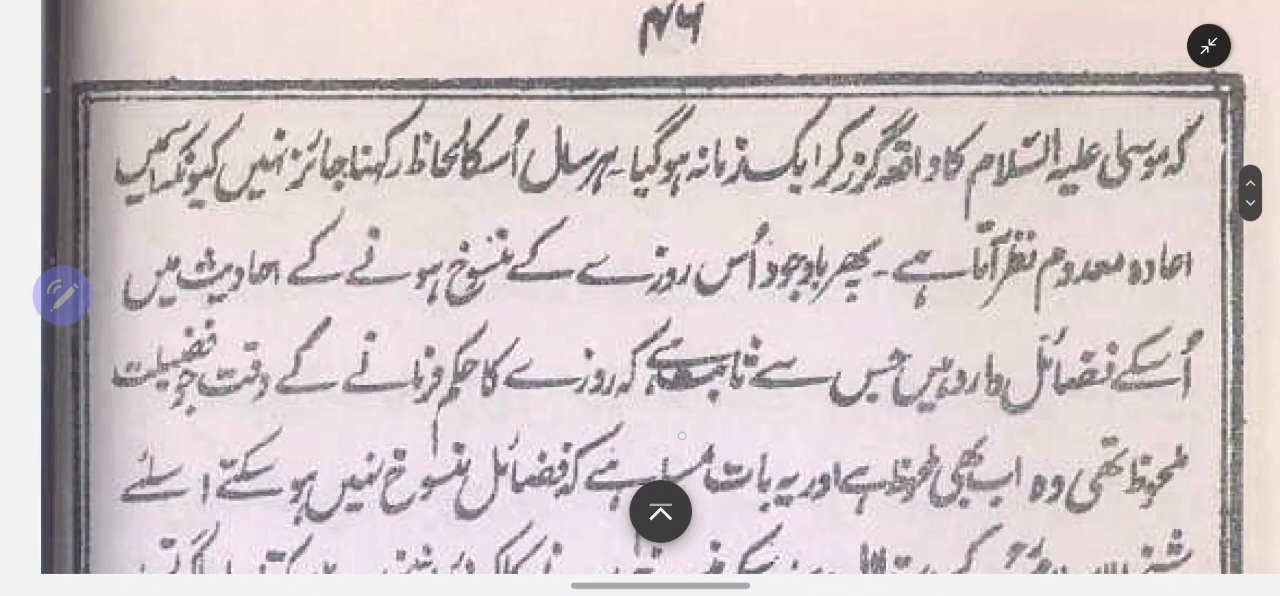 ۴۶
کہ موسیٰ علیہ السلام کا واقعہ گزر کر ایک زمانہ ہوگیا۔ ہر سال اُسکا لحاظ رکھنا جائز نہیں کیونکہ اسمیں
اعادہ معدوم نظر آتا ہے۔ پھر باوجود اُس روزے کے منسوخ ہونے کے احادیث میں
اُسکے فضائل وارد ہیں جس سے ثابت ہے کہ روزے کا حکم فرمانے کے وقت جو فضیلت
ملحوظ تھی وہ اب بھی ملحوظ ہے اور یہ بات مسلم ہے کہ فضائل منسوخ نہیں ہو سکتے اسلئے